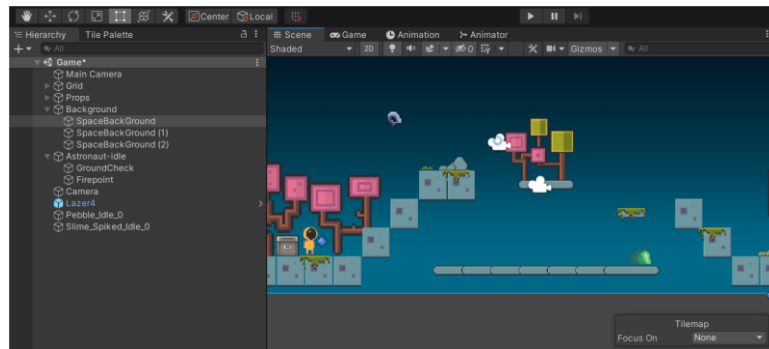 Center Local
Hierarchy Tile Palette
Scene Game Animation Animator
All
Shaded 2D 0 Gizmos All
Game*
Main Camera
Grid
Props
Background
SpaceBackGround
SpaceBackGround (1)
SpaceBackGround (2)
Astronaut-idle
GroundCheck
Firepoint
Camera
Lazer4
Pebble_Idle_0
Slime_Spiked_Idle_0
Tilemap
Focus On None